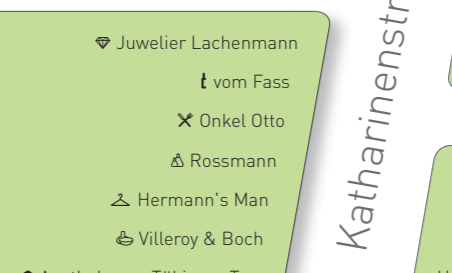 Juwelier Lachenmann
t vom Fass
Onkel Otto
Rossmann
Hermann's Man
Villeroy & Boch
Katharinenstr